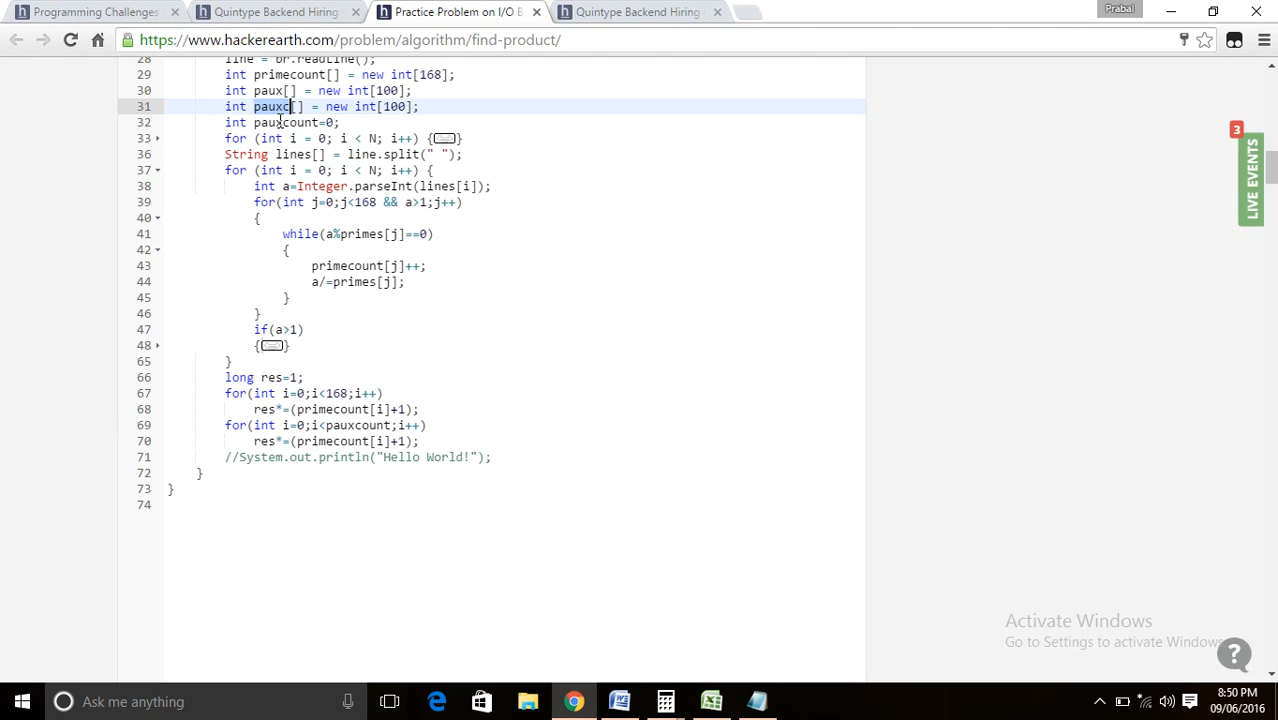 Programming Challenges
Quintype Backend Hiring
Practice Problem on I/O B
Quintype Backend Hiring
Prabal
https://www.hackerearth.com/problem/algorithm/find-product/
28 line = br.readLine();
29 int primecount[] = new int[168];
30 int paux[] = new int[100];
31 int pauxc[] = new int[100];
32 int pauxcount=0;
33 for (int i = 0; i < N; i++) {}
36 String lines[] = line.split(" ");
37 for (int i = 0; i < N; i++) {
38 int a=Integer.parseInt(lines[i]);
39 for(int j=0;j<168 && a>1;j++)
40 {
41 while(a%primes[j]==0)
42 {
43 primecount[j]++;
44 a/=primes[j];
45 }
46 }
47 if(a>1)
48 {}
65 }
66 long res=1;
67 for(int i=0;i<168;i++)
68 res*=(primecount[i]+1);
69 for(int i=0;i<pauxcount;i++)
70 res*=(primecount[i]+1);
71 //System.out.println("Hello World!");
72 }
73 }
74
3
LIVE EVENTS
Activate Windows
Go to Settings to activate Windows.
?
Ask me anything
8:50 PM
09/06/2016